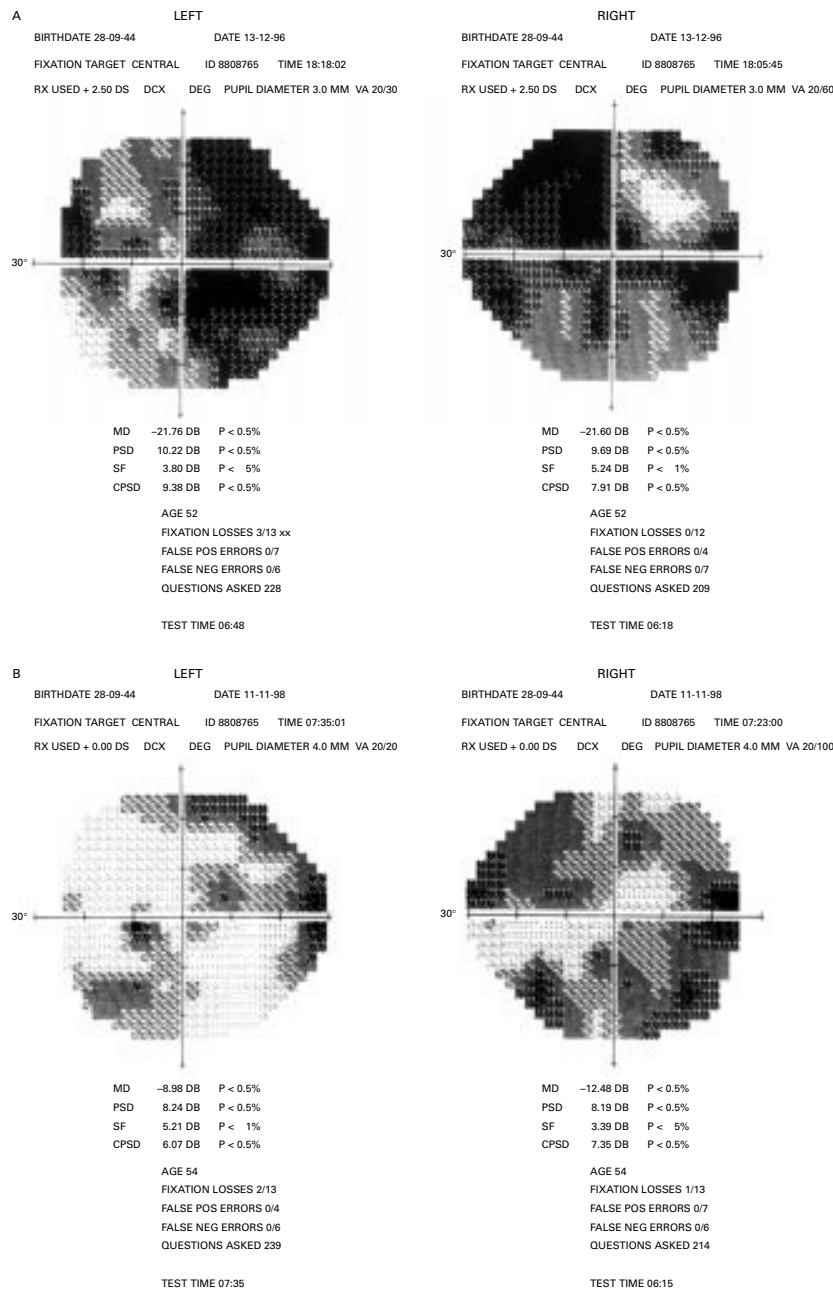 A
LEFT
RIGHT
BIRTHDATE 28-09-44 DATE 13-12-96
BIRTHDATE 28-09-44 DATE 13-12-96
FIXATION TARGET CENTRAL ID 8808765 TIME 18:18:02
FIXATION TARGET CENTRAL ID 8808765 TIME 18:05:45
RX USED + 2.50 DS DCX DEG PUPIL DIAMETER 3.0 MM VA 20/30
RX USED + 2.50 DS DCX DEG PUPIL DIAMETER 3.0 MM VA 20/60
30°
30°
MD –21.76 DB P < 0.5%
PSD 10.22 DB P < 0.5%
SF 3.80 DB P < 5%
CPSD 9.38 DB P < 0.5%
AGE 52
FIXATION LOSSES 3/13 xx
FALSE POS ERRORS 0/7
FALSE NEG ERRORS 0/6
QUESTIONS ASKED 228
TEST TIME 06:48
MD –21.60 DB P < 0.5%
PSD 9.69 DB P < 0.5%
SF 5.24 DB P < 1%
CPSD 7.91 DB P < 0.5%
AGE 52
FIXATION LOSSES 0/12
FALSE POS ERRORS 0/4
FALSE NEG ERRORS 0/7
QUESTIONS ASKED 209
TEST TIME 06:18
B
LEFT
RIGHT
BIRTHDATE 28-09-44 DATE 11-11-98
BIRTHDATE 28-09-44 DATE 11-11-98
FIXATION TARGET CENTRAL ID 8808765 TIME 07:35:01
FIXATION TARGET CENTRAL ID 8808765 TIME 07:23:00
RX USED + 0.00 DS DCX DEG PUPIL DIAMETER 4.0 MM VA 20/20
RX USED + 0.00 DS DCX DEG PUPIL DIAMETER 4.0 MM VA 20/100
30°
30°
MD –8.98 DB P < 0.5%
PSD 8.24 DB P < 0.5%
SF 5.21 DB P < 1%
CPSD 6.07 DB P < 0.5%
AGE 54
FIXATION LOSSES 2/13
FALSE POS ERRORS 0/4
FALSE NEG ERRORS 0/6
QUESTIONS ASKED 239
TEST TIME 07:35
MD –12.48 DB P < 0.5%
PSD 8.19 DB P < 0.5%
SF 3.39 DB P < 5%
CPSD 7.35 DB P < 0.5%
AGE 54
FIXATION LOSSES 1/13
FALSE POS ERRORS 0/7
FALSE NEG ERRORS 0/6
QUESTIONS ASKED 214
TEST TIME 06:15